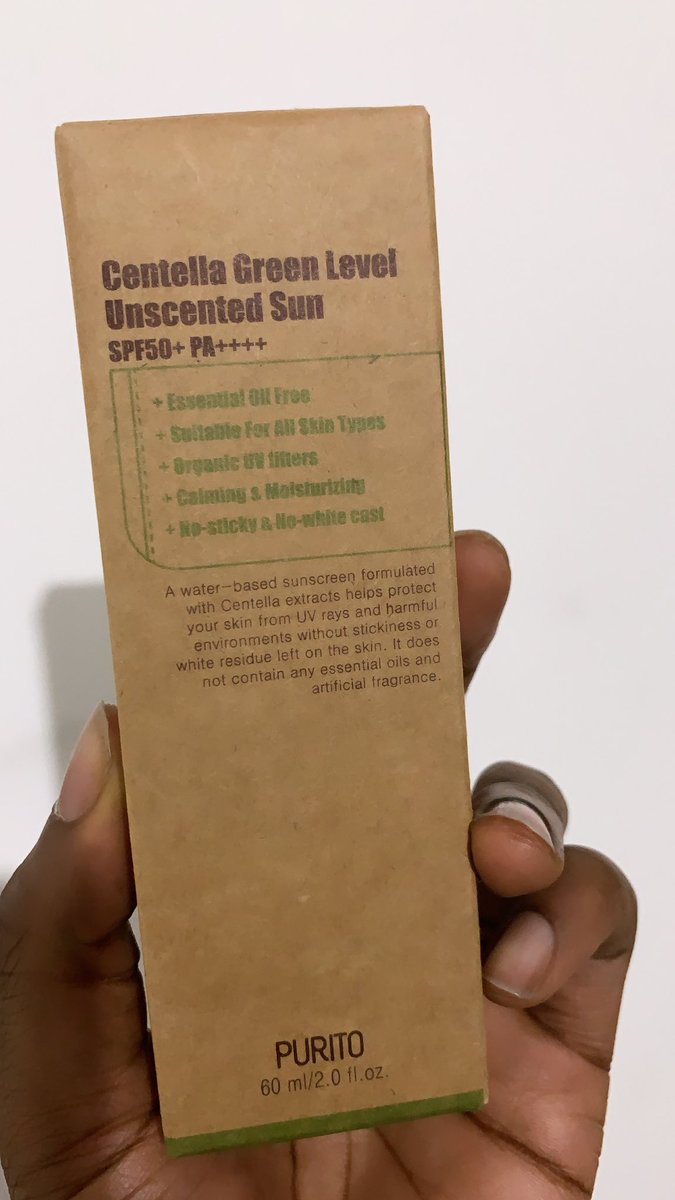 Centella Green Level
Unscented Sun
SPF50+ PA++++
+ Essential Oil Free
+ Suitable For All Skin Types
+ Organic UV filters
+ Calming & Moisturizing
+ No-sticky & No-white cast
A water-based sunscreen formulated
with Centella extracts helps protect
your skin from UV rays and harmful
environments without stickiness or
white residue left on the skin. It does
not contain any essential oils and
artificial fragrance.
PURITO
60 ml/2.0 fl.oz.